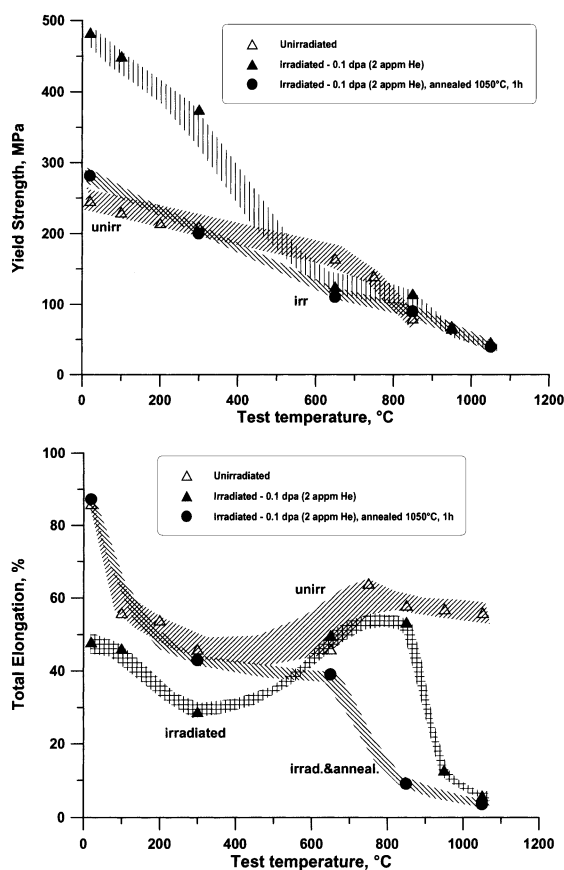 500
400
300
200
100
0
Yield Strength, MPa
Unirradiated
Irradiated - 0.1 dpa (2 appm He)
Irradiated - 0.1 dpa (2 appm He), annealed 1050°C, 1h
unirr
irr
0 200 400 600 800 1000 1200
Test temperature, °C
100
80
60
40
20
0
Total Elongation, %
Unirradiated
Irradiated - 0.1 dpa (2 appm He)
Irradiated - 0.1 dpa (2 appm He), annealed 1050°C, 1h
unirr
irradiated
irrad.&anneal.
0 200 400 600 800 1000 1200
Test temperature, °C